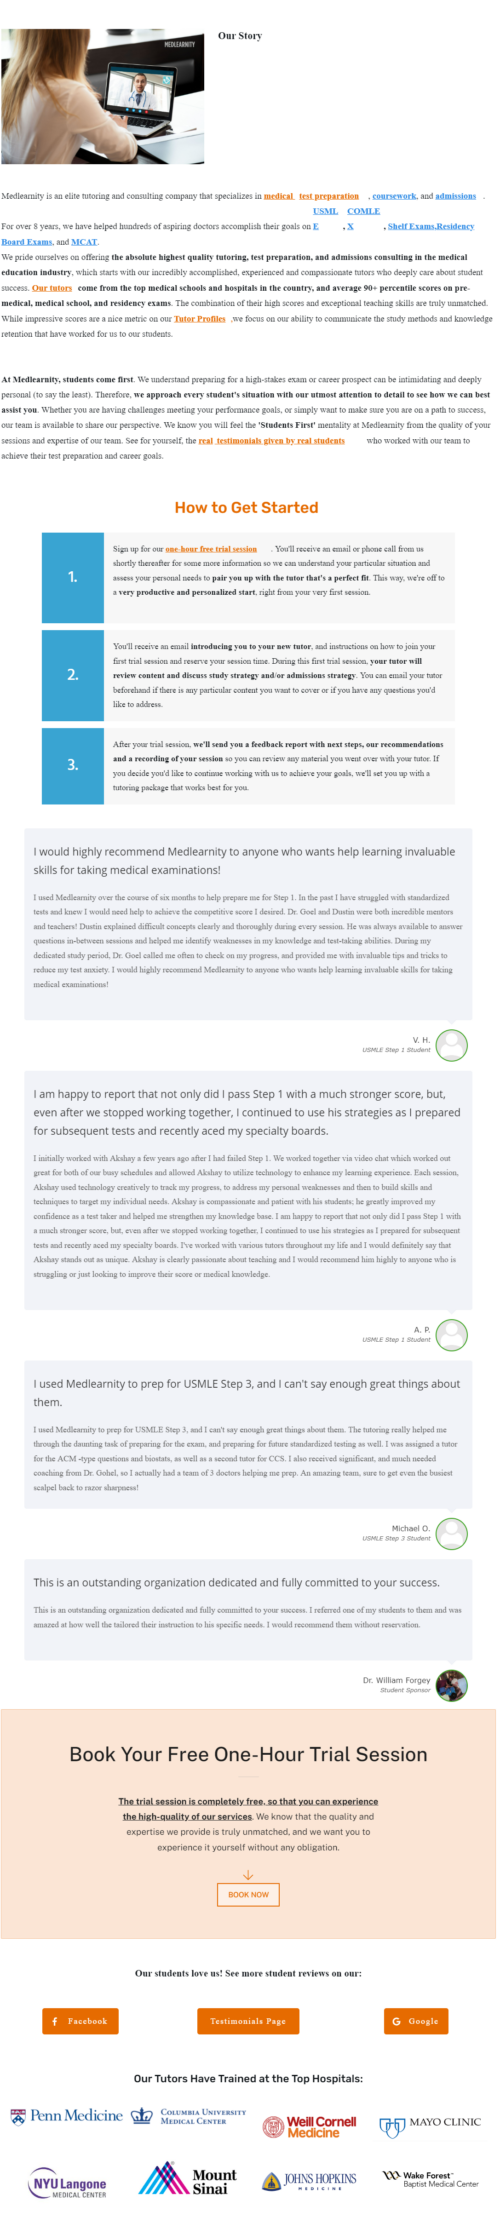 MEDLEARNITY
Our Story
Medlearnity is an elite tutoring and consulting company that specializes in medical test preparation , coursework, and admissions .
For over 8 years, we have helped hundreds of aspiring doctors accomplish their goals on USMLE , COMLEX , Shelf Exams,Residency
Board Exams, and MCAT.
We pride ourselves on offering the absolute highest quality tutoring, test preparation, and admissions consulting in the medical
education industry, which starts with our incredibly accomplished, experienced and compassionate tutors who deeply care about student
success. Our tutors come from the top medical schools and hospitals in the country, and average 90+ percentile scores on pre-
medical, medical school, and residency exams. The combination of their high scores and exceptional teaching skills are truly unmatched.
While impressive scores are a nice metric on our Tutor Profiles ,we focus on our ability to communicate the study methods and knowledge
retention that have worked for us to our students.
At Medlearnity, students come first. We understand preparing for a high-stakes exam or career prospect can be intimidating and deeply
personal (to say the least). Therefore, we approach every student's situation with our utmost attention to detail to see how we can best
assist you. Whether you are having challenges meeting your performance goals, or simply want to make sure you are on a path to success,
our team is available to share our perspective. We know you will feel the 'Students First' mentality at Medlearnity from the quality of your
sessions and expertise of our team. See for yourself, the real testimonials given by real students who worked with our team to
achieve their test preparation and career goals.
How to Get Started
1.
Sign up for our one-hour free trial session . You'll receive an email or phone call from us
shortly thereafter for some more information so we can understand your particular situation and
assess your personal needs to pair you up with the tutor that's a perfect fit. This way, we're off to
a very productive and personalized start, right from your very first session.
2.
You'll receive an email introducing you to your new tutor, and instructions on how to join your
first trial session and reserve your session time. During this first trial session, your tutor will
review content and discuss study strategy and/or admissions strategy. You can email your tutor
beforehand if there is any particular content you want to cover or if you have any questions you'd
like to address.
3.
After your trial session, we'll send you a feedback report with next steps, our recommendations
and a recording of your session so you can review any material you went over with your tutor. If
you decide you'd like to continue working with us to achieve your goals, we'll set you up with a
tutoring package that works best for you.
I would highly recommend Medlearnity to anyone who wants help learning invaluable
skills for taking medical examinations!
I used Medlearnity over the course of six months to help prepare me for Step 1. In the past I have struggled with standardized
tests and knew I would need help to achieve the competitive score I desired. Dr. Goel and Dustin were both incredible mentors
and teachers! Dustin explained difficult concepts clearly and thoroughly during every session. He was always available to answer
questions in-between sessions and helped me identify weaknesses in my knowledge and test-taking abilities. During my
dedicated study period, Dr. Goel called me often to check on my progress, and provided me with invaluable tips and tricks to
reduce my test anxiety. I would highly recommend Medlearnity to anyone who wants help learning invaluable skills for taking
medical examinations!
V. H.
USMLE Step 1 Student
I am happy to report that not only did I pass Step 1 with a much stronger score, but,
even after we stopped working together, I continued to use his strategies as I prepared
for subsequent tests and recently aced my specialty boards.
I initially worked with Akshay a few years ago after I had failed Step 1. We worked together via video chat which worked out
great for both of our busy schedules and allowed Akshay to utilize technology to enhance my learning experience. Each session,
Akshay used technology creatively to track my progress, to address my personal weaknesses and then to build skills and
techniques to target my individual needs. Akshay is compassionate and patient with his students; he greatly improved my
confidence as a test taker and helped me strengthen my knowledge base. I am happy to report that not only did I pass Step 1 with
a much stronger score, but, even after we stopped working together, I continued to use his strategies as I prepared for subsequent
tests and recently aced my specialty boards. I've worked with various tutors throughout my life and I would definitely say that
Akshay stands out as unique. Akshay is clearly passionate about teaching and I would recommend him highly to anyone who is
struggling or just looking to improve their score or medical knowledge.
A. P.
USMLE Step 1 Student
I used Medlearnity to prep for USMLE Step 3, and I can't say enough great things about
them.
I used Medlearnity to prep for USMLE Step 3, and I can't say enough great things about them. The tutoring really helped me
through the daunting task of preparing for the exam, and preparing for future standardized testing as well. I was assigned a tutor
for the ACM -type questions and biostats, as well as a second tutor for CCS. I also received significant, and much needed
coaching from Dr. Gohel, so I actually had a team of 3 doctors helping me prep. An amazing team, sure to get even the busiest
scalpel back to razor sharpness!
Michael O.
USMLE Step 3 Student
This is an outstanding organization dedicated and fully committed to your success.
This is an outstanding organization dedicated and fully committed to your success. I referred one of my students to them and was
amazed at how well the tailored their instruction to his specific needs. I would recommend them without reservation.
Dr. William Forgey
Student Sponsor
Book Your Free One-Hour Trial Session
The trial session is completely free, so that you can experience
the high-quality of our services. We know that the quality and
expertise we provide is truly unmatched, and we want you to
experience it yourself without any obligation.
BOOK NOW
Our students love us! See more student reviews on our:
Facebook
Testimonials Page
Google
Our Tutors Have Trained at the Top Hospitals:
Penn Medicine
COLUMBIA UNIVERSITY
MEDICAL CENTER
Weill Cornell
Medicine
MAYO CLINIC
NYU Langone
MEDICAL CENTER
Mount
Sinai
JOHNS HOPKINS
MEDICINE
Wake Forest™
Baptist Medical Center